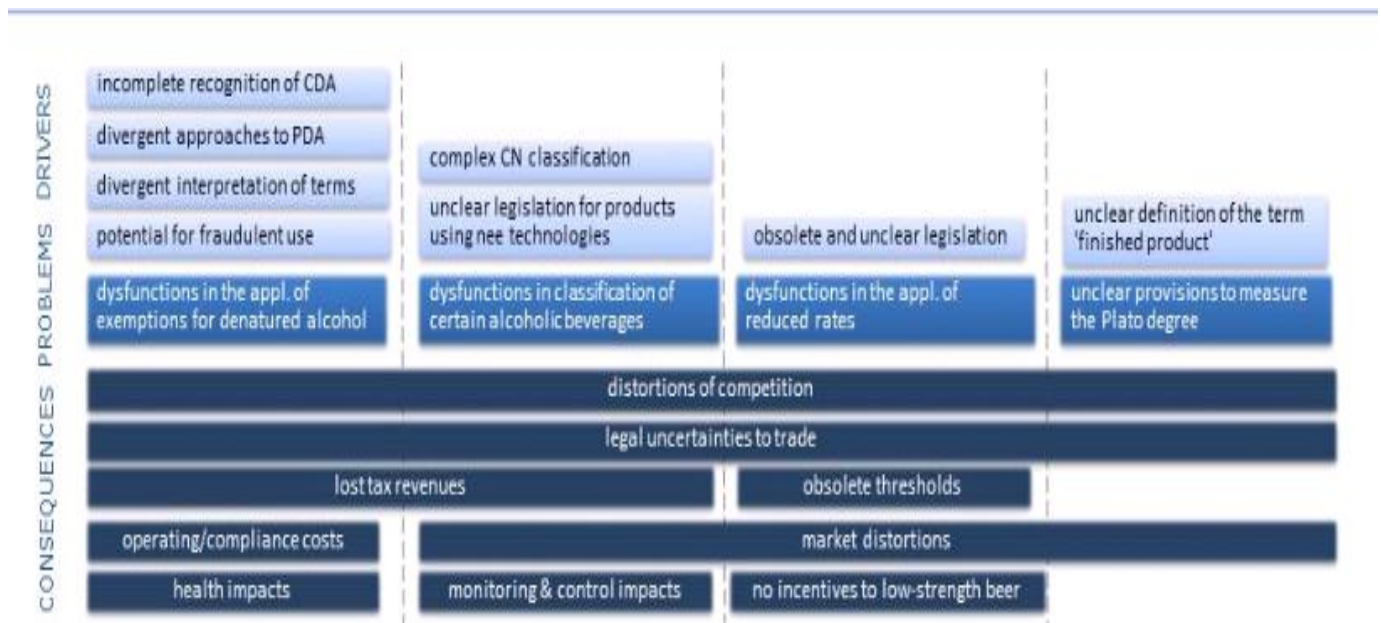 DRIVERS
incomplete recognition of CDA
divergent approaches to PDA
divergent interpretation of terms
potential for fraudulent use
complex CN classification
unclear legislation for products
using nee technologies
obsolete and unclear legislation
unclear definition of the term
'finished product'
PROBLEMS
dysfunctions in the appl. of
exemptions for denatured alcohol
dysfunctions in classification of
certain alcoholic beverages
dysfunctions in the appl. of
reduced rates
unclear provisions to measure
the Plato degree
CONSEQUENCES
distortions of competition
legal uncertainties to trade
lost tax revenues
obsolete thresholds
operating/compliance costs
market distortions
health impacts
monitoring & control impacts
no incentives to low-strength beer